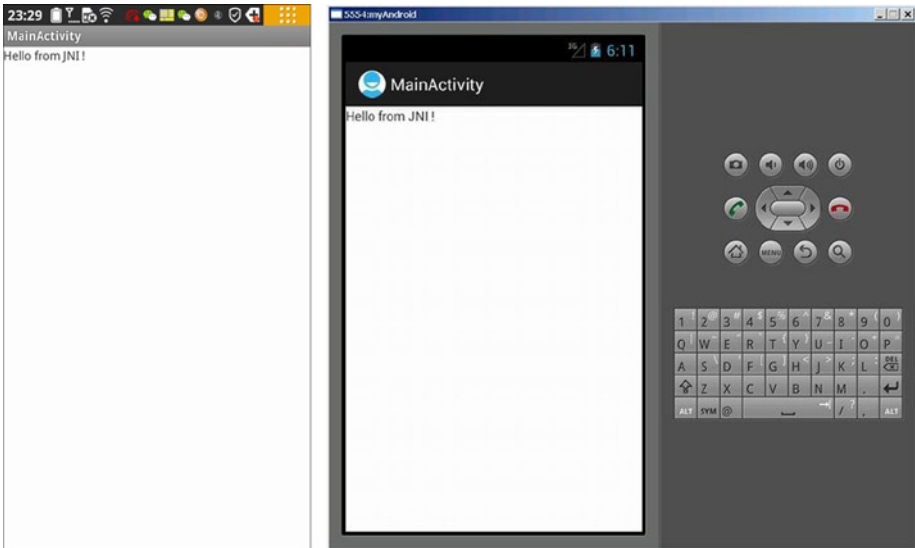 23:29
MainActivity
Hello from JNI!
5554:myAndroid
3G 6:11
MainActivity
Hello from JNI!
MENU
1 ! 2 @ 3 # 4 $ 5 % 6 ^ 7 & 8 * 9 ( 0 )
Q W E R T Y U I O P
A S D F G H J K L DEL
Z X C V B N M .
ALT SYM @ / ? , ALT